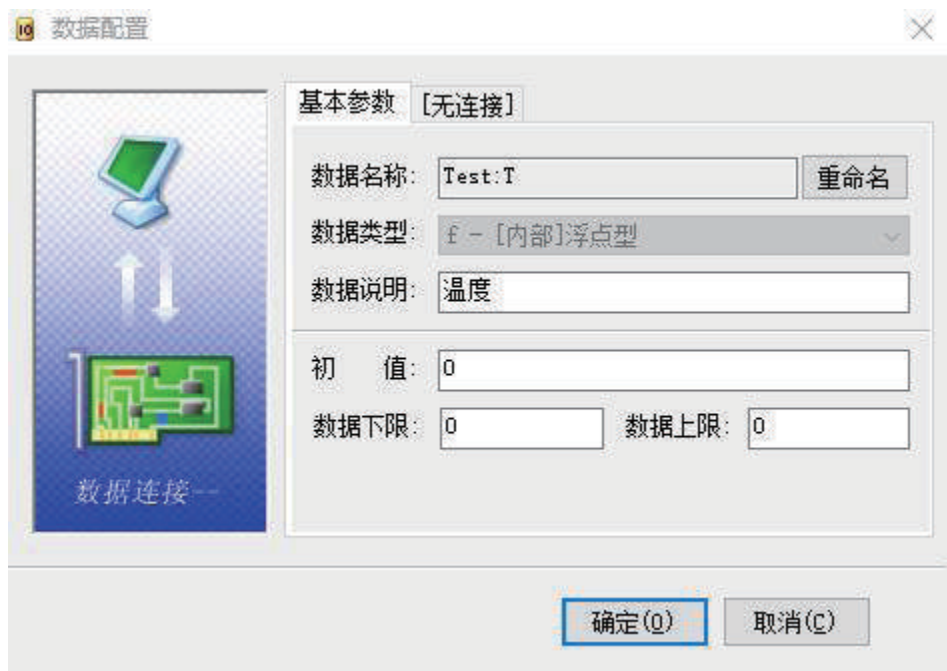 数据配置
基本参数 [无连接]
数据名称: Test:T 重命名
数据类型: f - [内部]浮点型
数据说明: 温度
初 值: 0
数据下限: 0 数据上限: 0
数据连接--
确定(O) 取消(C)